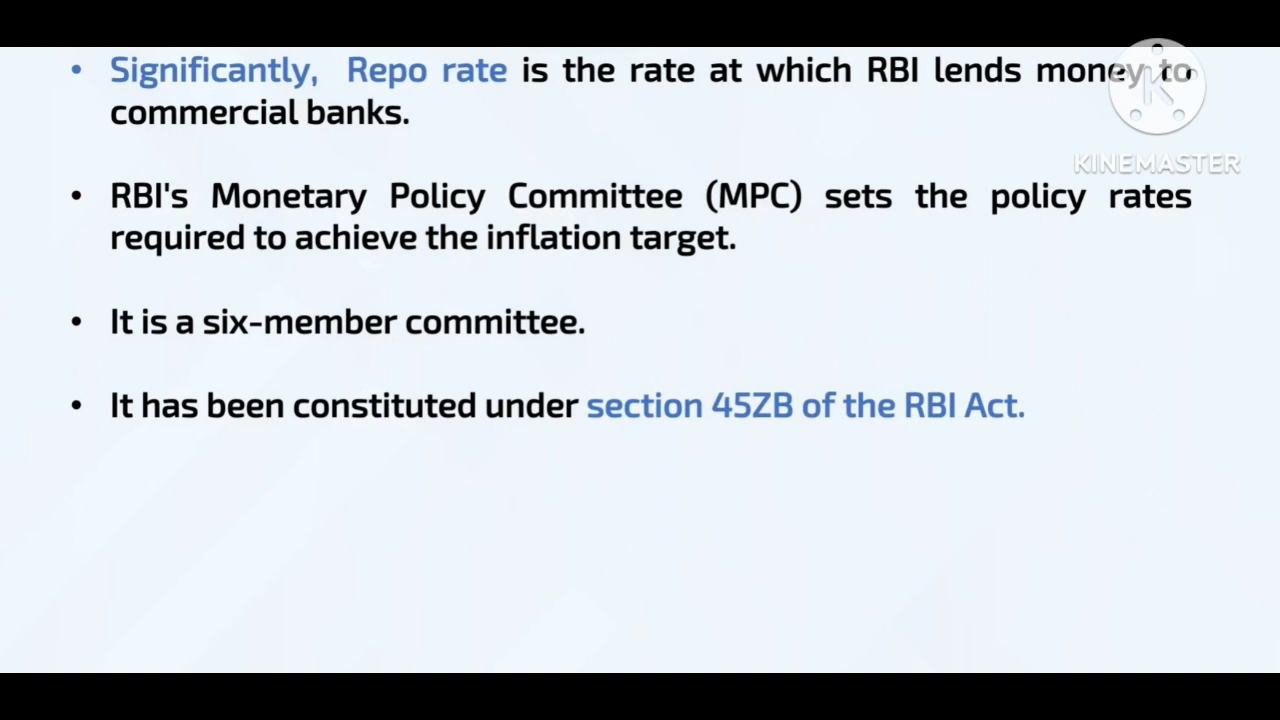 • Significantly, Repo rate is the rate at which RBI lends money to
commercial banks.
• RBI's Monetary Policy Committee (MPC) sets the policy rates
required to achieve the inflation target.
• It is a six-member committee.
• It has been constituted under section 45ZB of the RBI Act.
K
KINEMASTER